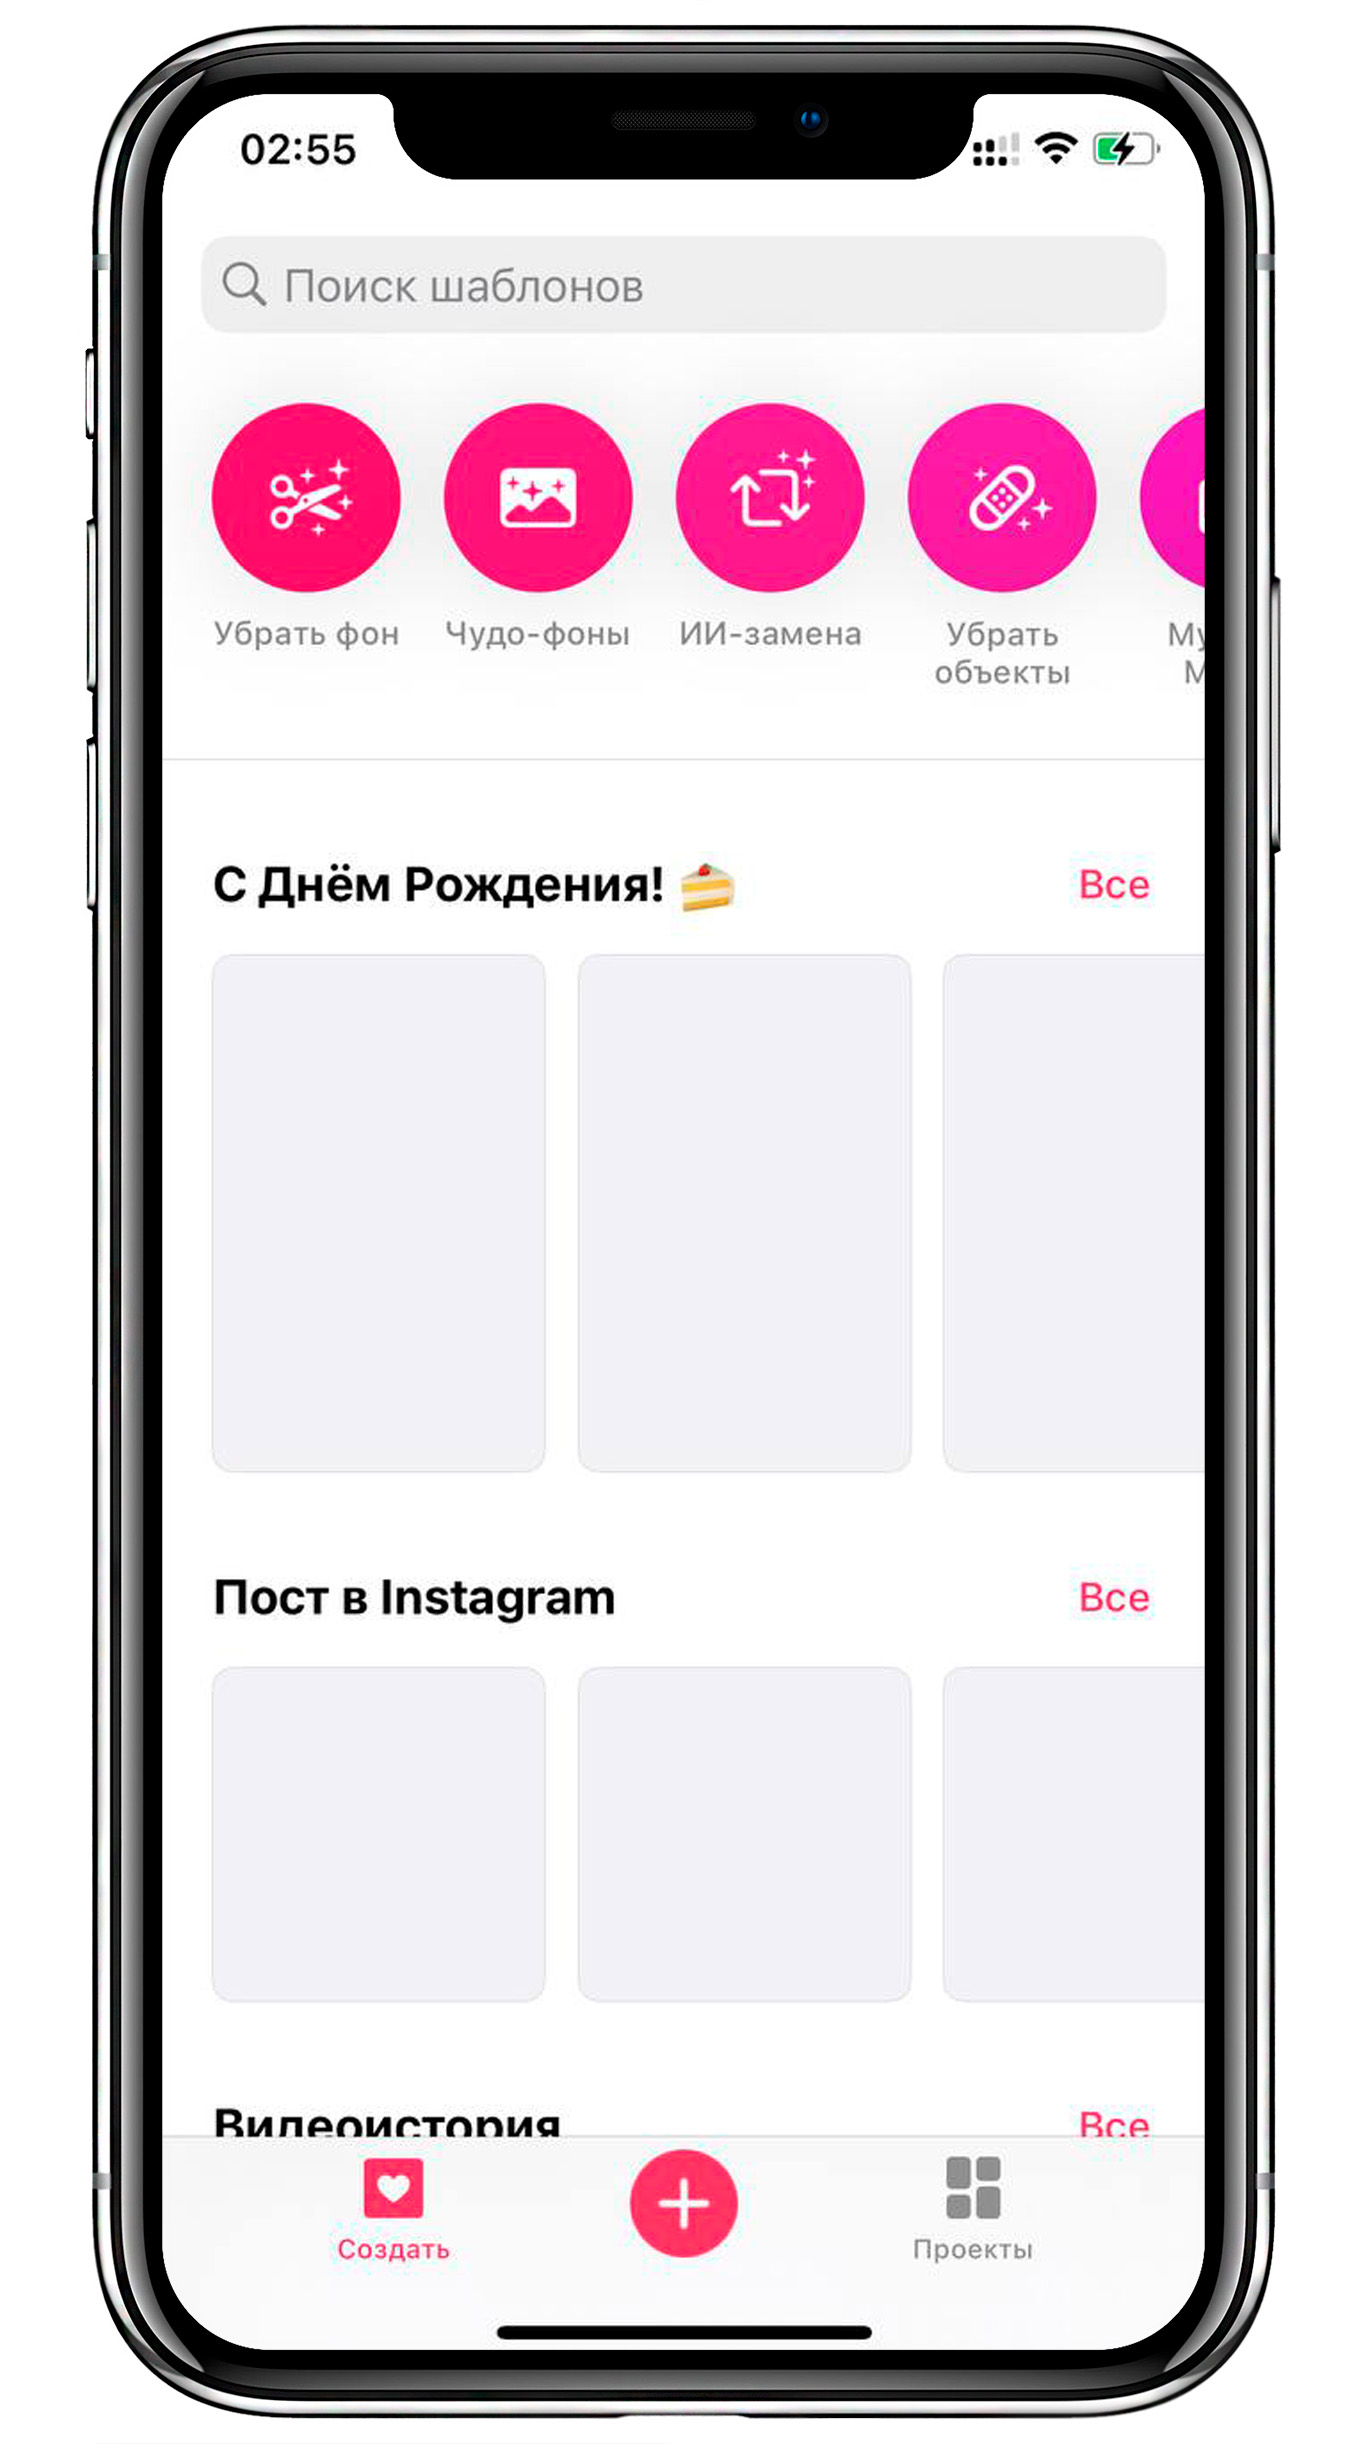 02:55
Поиск шаблонов
Убрать фон
Чудо-фоны
ИИ-замена
Убрать
объекты
С Днём Рождения! 🍰
Все
Пост в Instagram
Все
Видеоистория
Все
Создать
Проекты